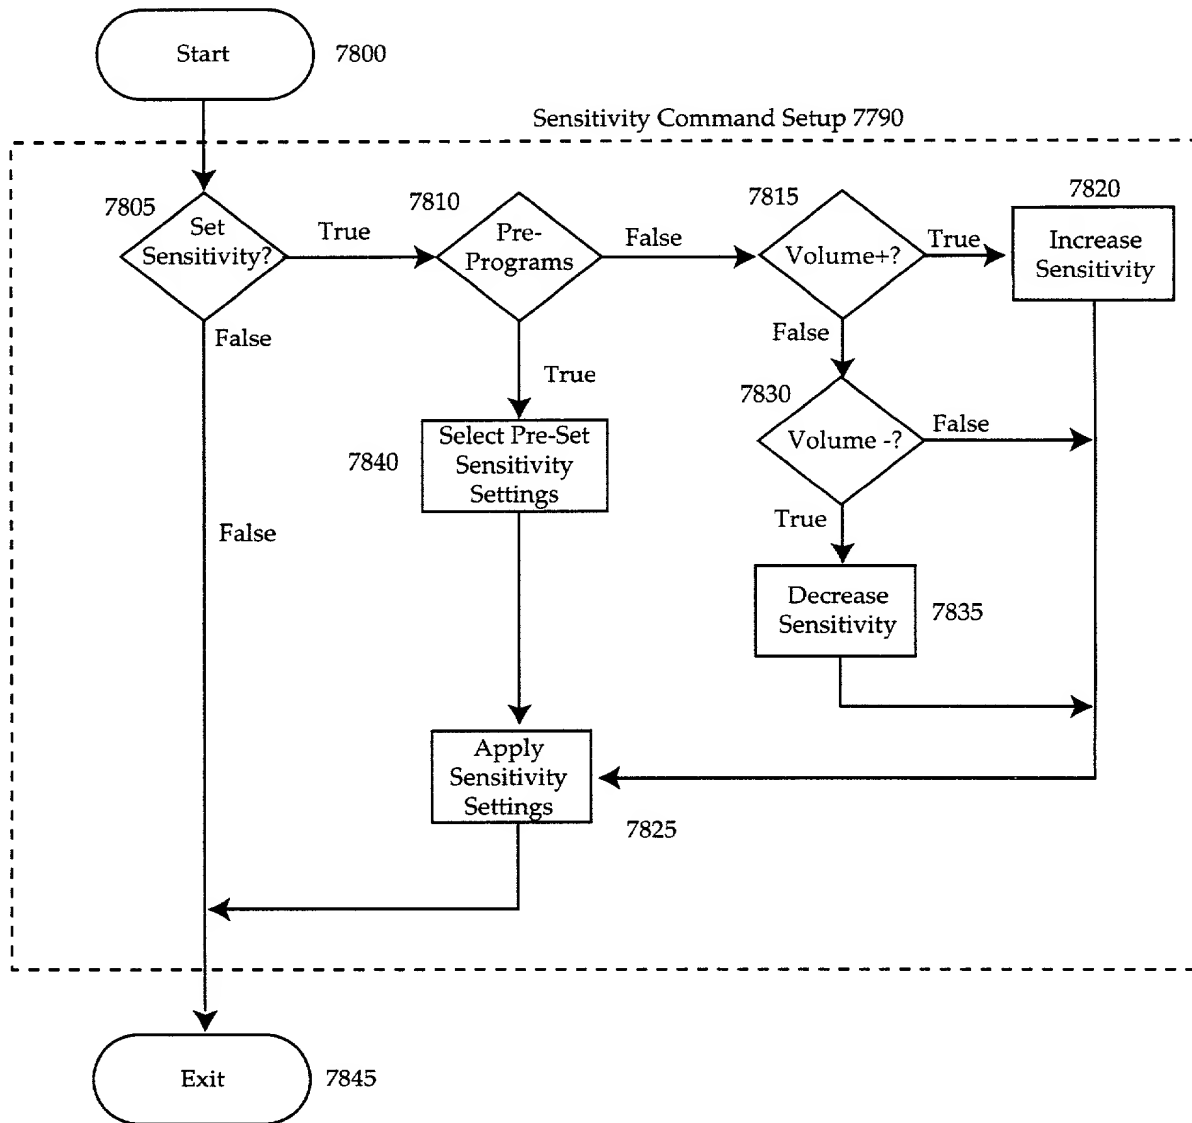 Start
7800
Sensitivity Command Setup 7790
7805
Set
Sensitivity?
True
7810
Pre-
Programs
False
7815
Volume+?
True
7820
Increase
Sensitivity
False
True
False
7830
Volume -?
False
7840
Select Pre-Set
Sensitivity
Settings
False
True
Decrease
Sensitivity
7835
Apply
Sensitivity
Settings
7825
Exit
7845